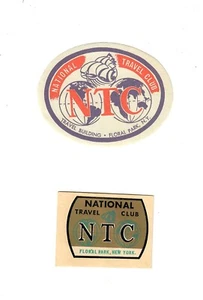 NATIONAL TRAVEL CLUB
NTC
TRAVEL BUILDING • FLORAL PARK, N.Y.
NATIONAL
TRAVEL CLUB
NTC
FLORAL PARK, NEW YORK.